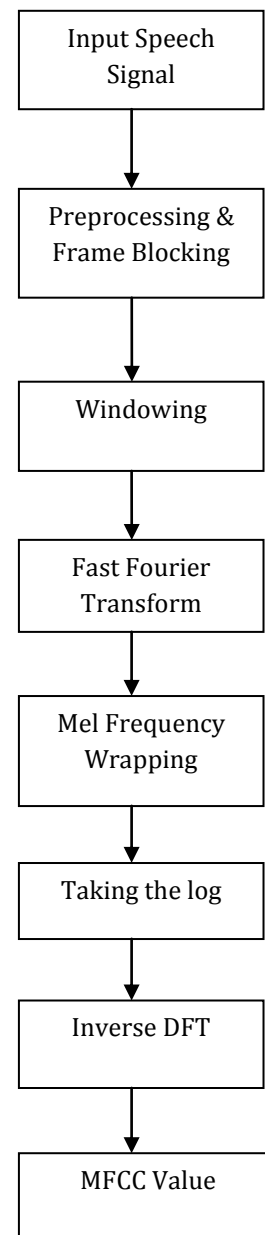 Input Speech
Signal
Preprocessing &
Frame Blocking
Windowing
Fast Fourier
Transform
Mel Frequency
Wrapping
Taking the log
Inverse DFT
MFCC Value